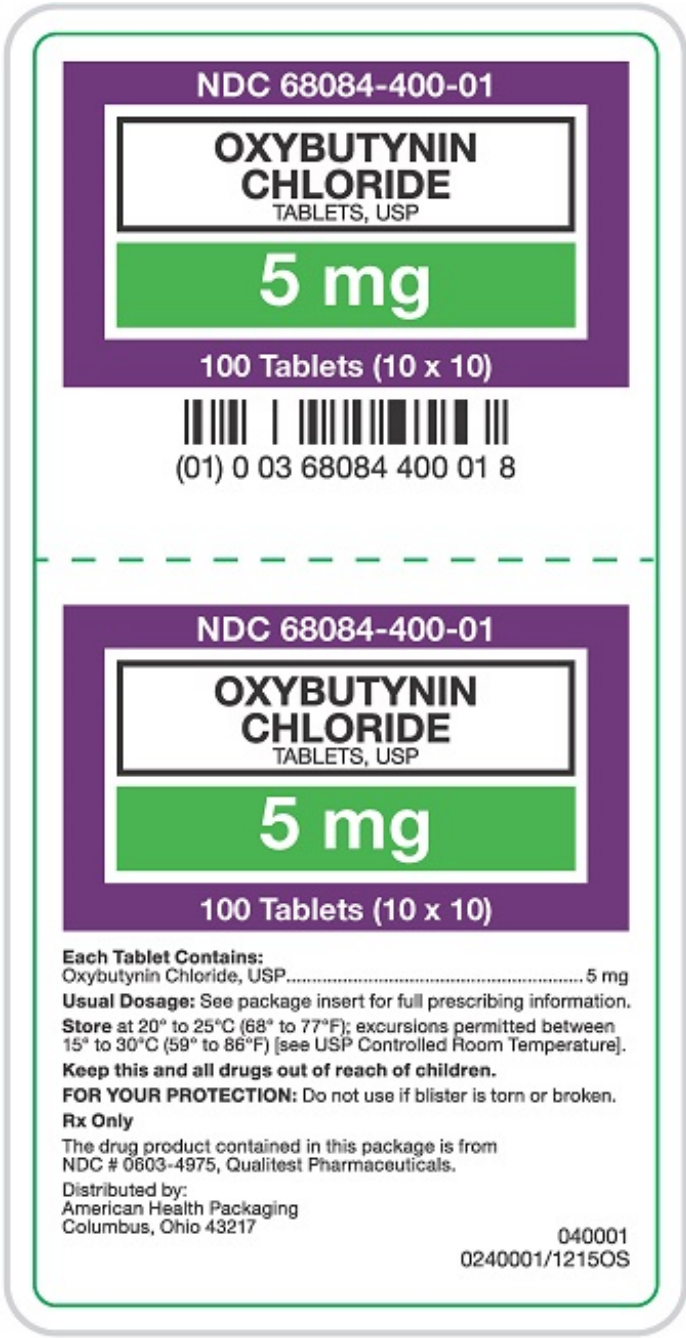 NDC 68084-400-01
OXYBUTYNIN
CHLORIDE
TABLETS, USP
5 mg
100 Tablets (10 x 10)
(01) 0 03 68084 400 01 8
NDC 68084-400-01
OXYBUTYNIN
CHLORIDE
TABLETS, USP
5 mg
100 Tablets (10 x 10)
Each Tablet Contains:
Oxybutynin Chloride, USP.......................................................... 5 mg
Usual Dosage: See package insert for full prescribing information.
Store at 20° to 25°C (68° to 77°F); excursions permitted between
15° to 30°C (59° to 86°F) [see USP Controlled Room Temperature].
Keep this and all drugs out of reach of children.
FOR YOUR PROTECTION: Do not use if blister is torn or broken.
Rx Only
The drug product contained in this package is from
NDC # 0603-4975, Qualitest Pharmaceuticals.
Distributed by:
American Health Packaging
Columbus, Ohio 43217
040001
0240001/1215OS